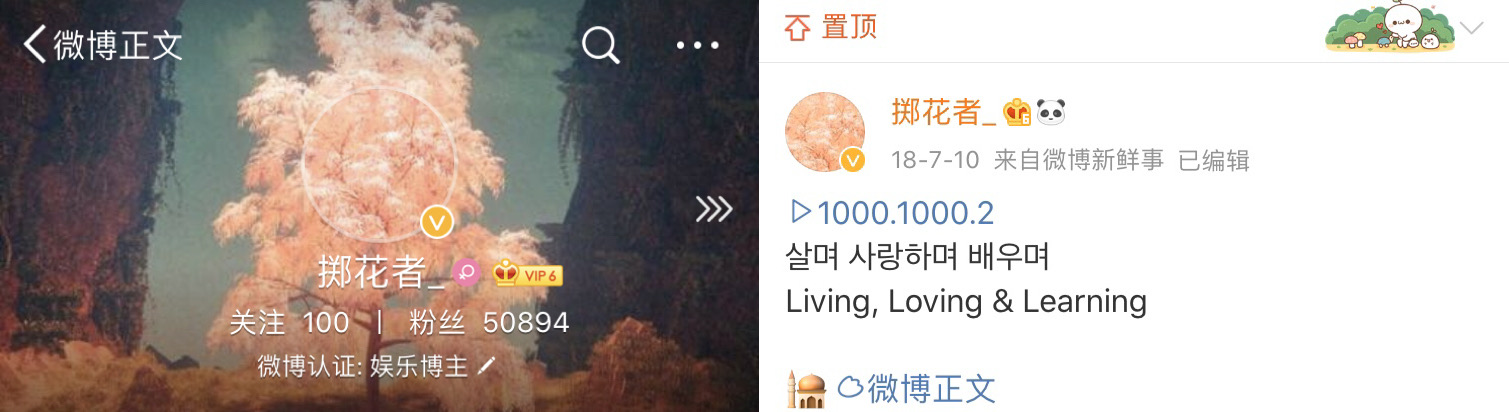 微博正文
掷花者_ VIP 6
关注 100 | 粉丝 50894
微博认证: 娱乐博主
置顶
掷花者_
18-7-10 来自微博新鲜事 已编辑
1000.1000.2
살며 사랑하며 배우며
Living, Loving & Learning
微博正文